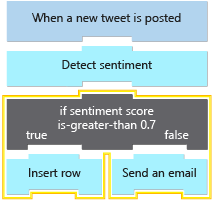 When a new tweet is posted
Detect sentiment
if sentiment score
is-greater-than 0.7
true false
Insert row Send an email